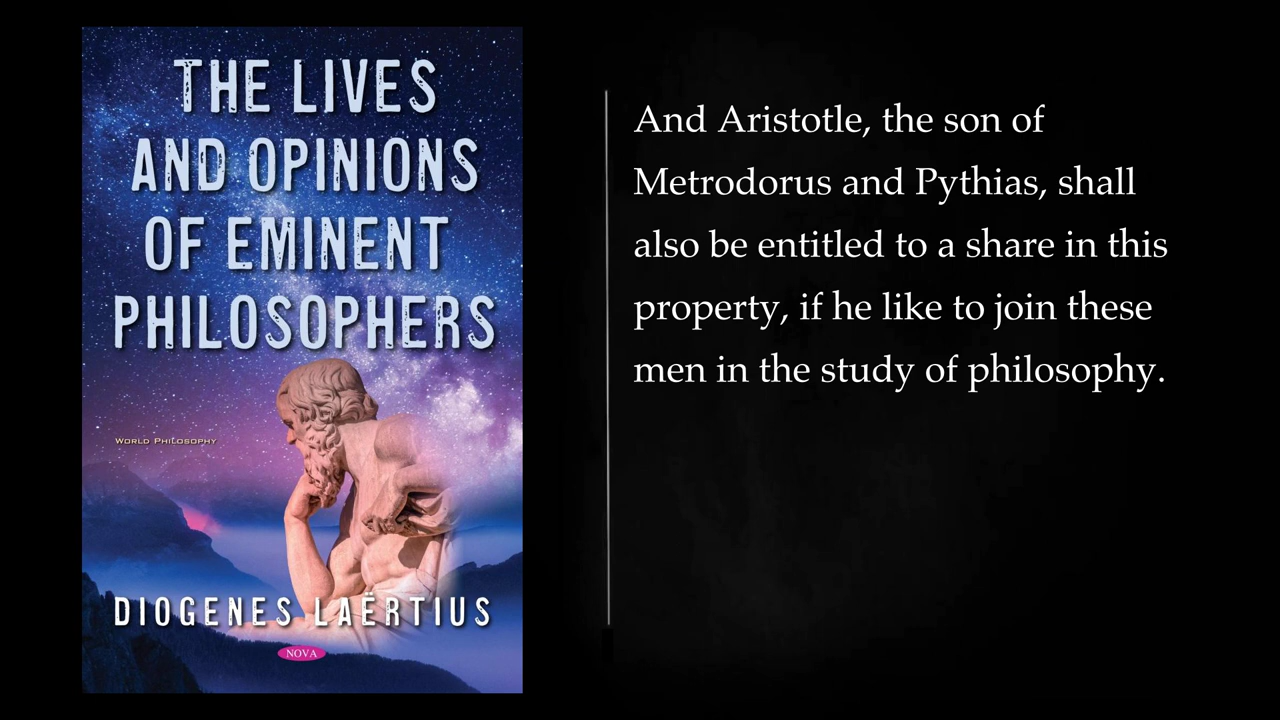 THE LIVES
AND OPINIONS
OF EMINENT
PHILOSOPHERS
WORLD PHILOSOPHY
DIOGENES LAËRTIUS
NOVA
And Aristotle, the son of
Metrodorus and Pythias, shall
also be entitled to a share in this
property, if he like to join these
men in the study of philosophy.